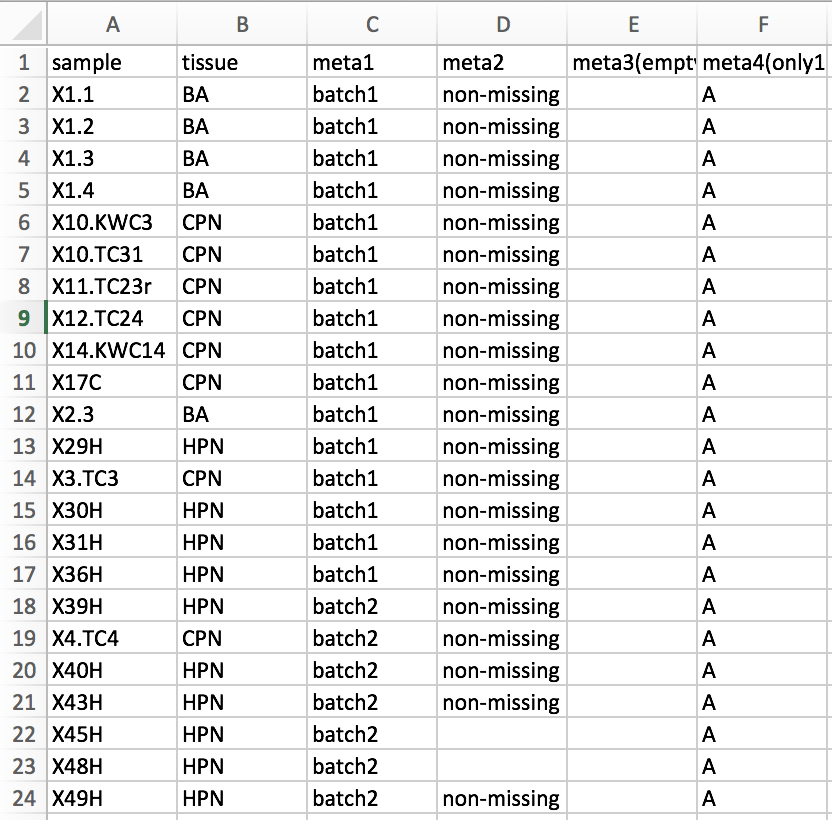 A B C D E F
1 sample tissue meta1 meta2 meta3(empty meta4(only1
2 X1.1 BA batch1 non-missing A
3 X1.2 BA batch1 non-missing A
4 X1.3 BA batch1 non-missing A
5 X1.4 BA batch1 non-missing A
6 X10.KWC3 CPN batch1 non-missing A
7 X10.TC31 CPN batch1 non-missing A
8 X11.TC23r CPN batch1 non-missing A
9 X12.TC24 CPN batch1 non-missing A
10 X14.KWC14 CPN batch1 non-missing A
11 X17C CPN batch1 non-missing A
12 X2.3 BA batch1 non-missing A
13 X29H HPN batch1 non-missing A
14 X3.TC3 CPN batch1 non-missing A
15 X30H HPN batch1 non-missing A
16 X31H HPN batch1 non-missing A
17 X36H HPN batch1 non-missing A
18 X39H HPN batch2 non-missing A
19 X4.TC4 CPN batch2 non-missing A
20 X40H HPN batch2 non-missing A
21 X43H HPN batch2 non-missing A
22 X45H HPN batch2 A
23 X48H HPN batch2 A
24 X49H HPN batch2 non-missing A